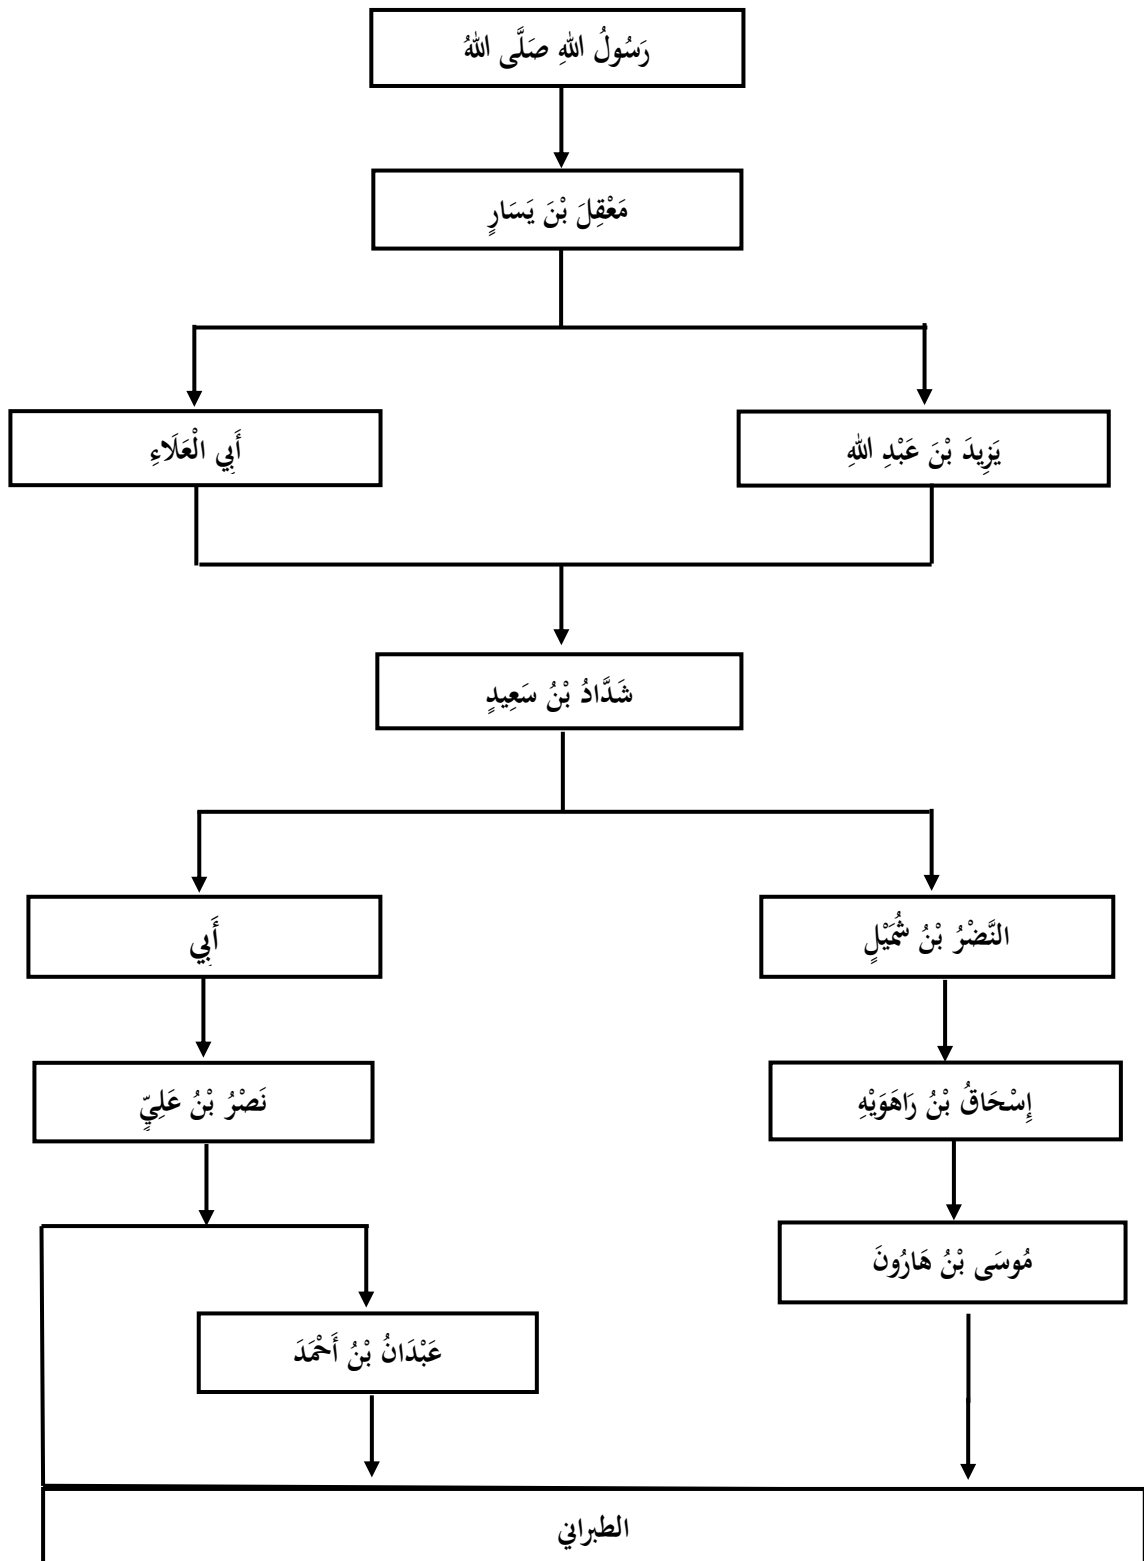 رَسُولُ اللهِ صَلَّى اللهُ
مَعْقِلَ بْنَ يَسَارٍ
يَزِيدَ بْنَ عَبْدِ اللهِ
أَبِي الْعَلَاءِ
شَدَّادُ بْنُ سَعِيدٍ
النَّضْرُ بْنُ شُمَيْلٍ
أَبِي
إِسْحَاقُ بْنُ رَاهَوَيْهِ
نَصْرُ بْنُ عَلِيٍّ
مُوسَى بْنُ هَارُونَ
عَبْدَانُ بْنُ أَحْمَدَ
الطبراني